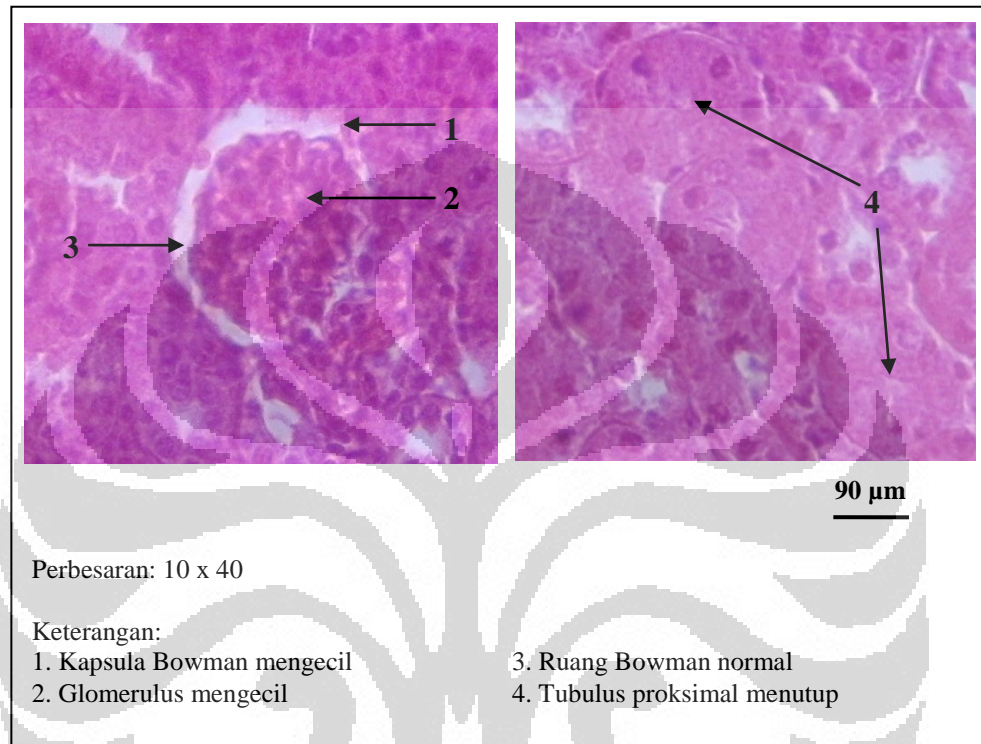 1
2
3
4
90 µm
Perbesaran: 10 x 40
Keterangan:
1. Kapsula Bowman mengecil
2. Glomerulus mengecil
3. Ruang Bowman normal
4. Tubulus proksimal menutup